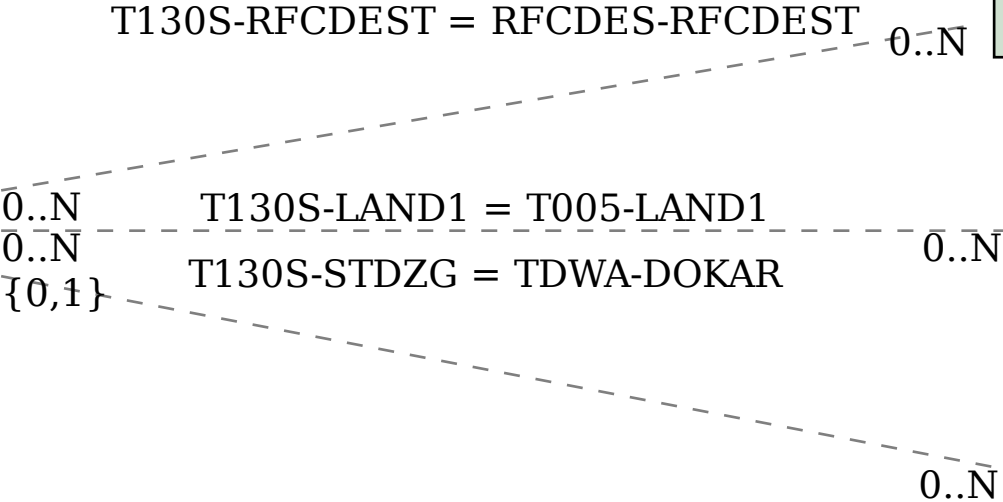 T130S-RFCDEST = RFCDES-RFCDEST
0..N
0..N
T130S-LAND1 = T005-LAND1
0..N
0..N
T130S-STDZG = TDWA-DOKAR
{0,1}
0..N